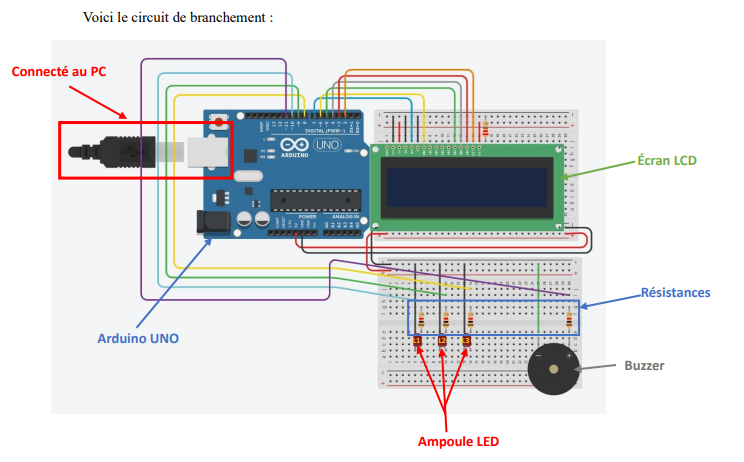 Voici le circuit de branchement :
Connecté au PC
DIGITAL (PWM~)
UNO
ARDUINO
Écran LCD
POWER
ANALOG IN
Résistances
Arduino UNO
L1
L2
L3
Buzzer
Ampoule LED